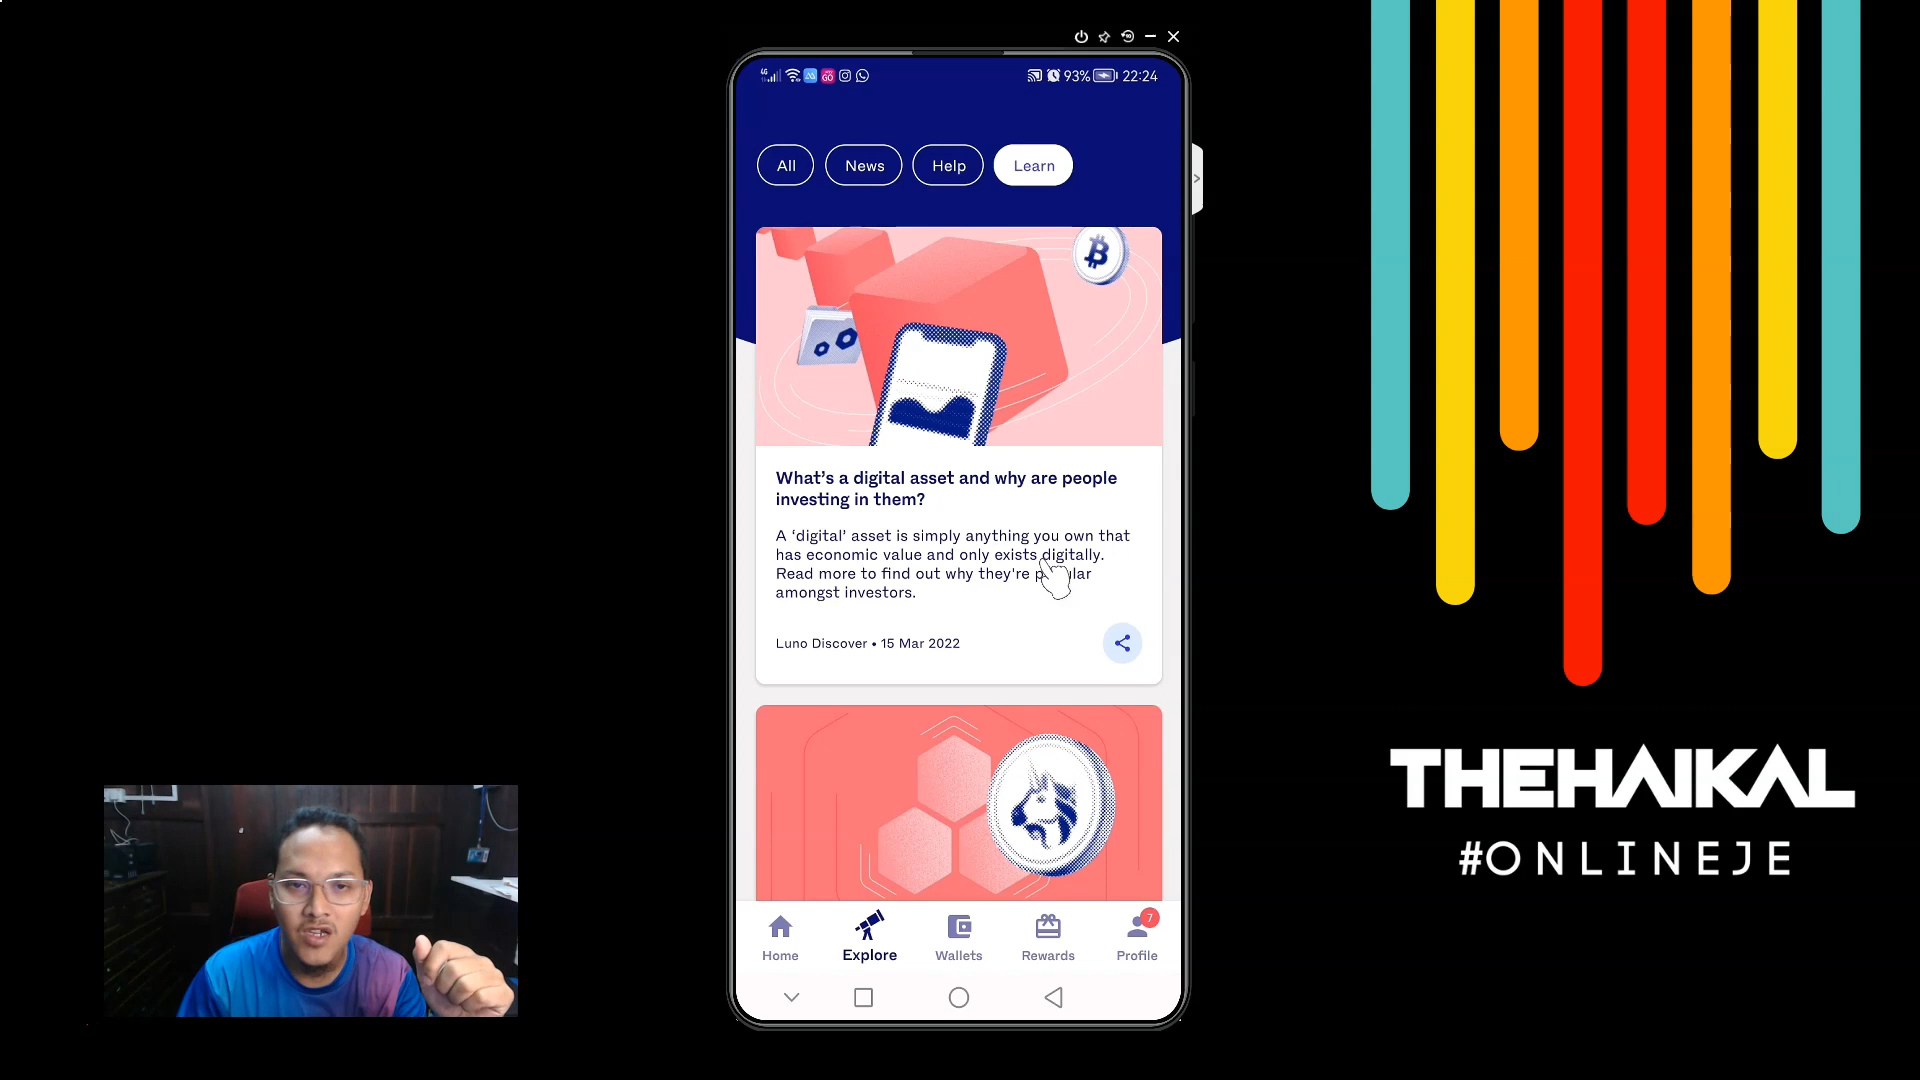 93% 22:24
All
News
Help
Learn
What's a digital asset and why are people
investing in them?
A ‘digital’ asset is simply anything you own that
has economic value and only exists digitally.
Read more to find out why they're
amongst investors.
Luno Discover • 15 Mar 2022
Home
Explore
Wallets
Rewards
7
Profile
THEHAIKAL
#ONLINEJE